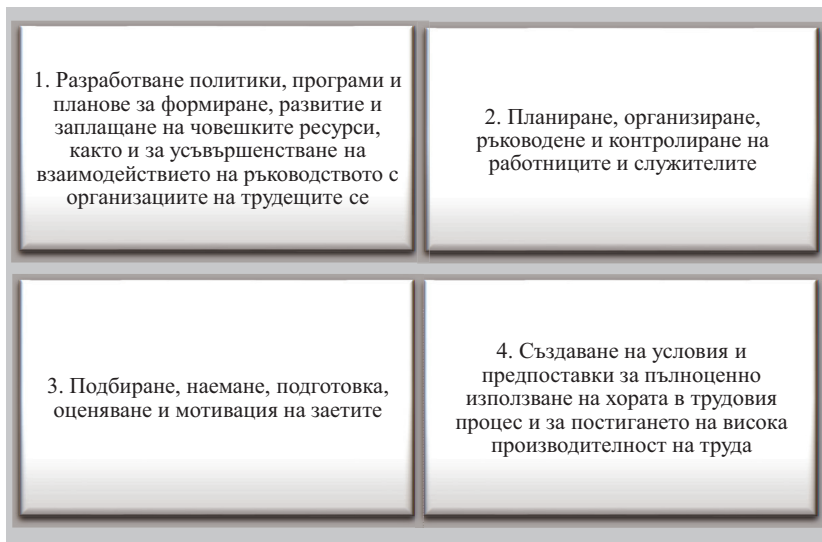 1. Разработване политики, програми и
планове за формиране, развитие и
заплащане на човешките ресурси,
както и за усъвършенстване на
взаимодействието на ръководството с
организациите на трудещите се
2. Планиране, организиране,
ръководене и контролиране на
работниците и служителите
3. Подбиране, наемане, подготовка,
оценяване и мотивация на заетите
4. Създаване на условия и
предпоставки за пълноценно
използване на хората в трудовия
процес и за постигането на висока
производителност на труда